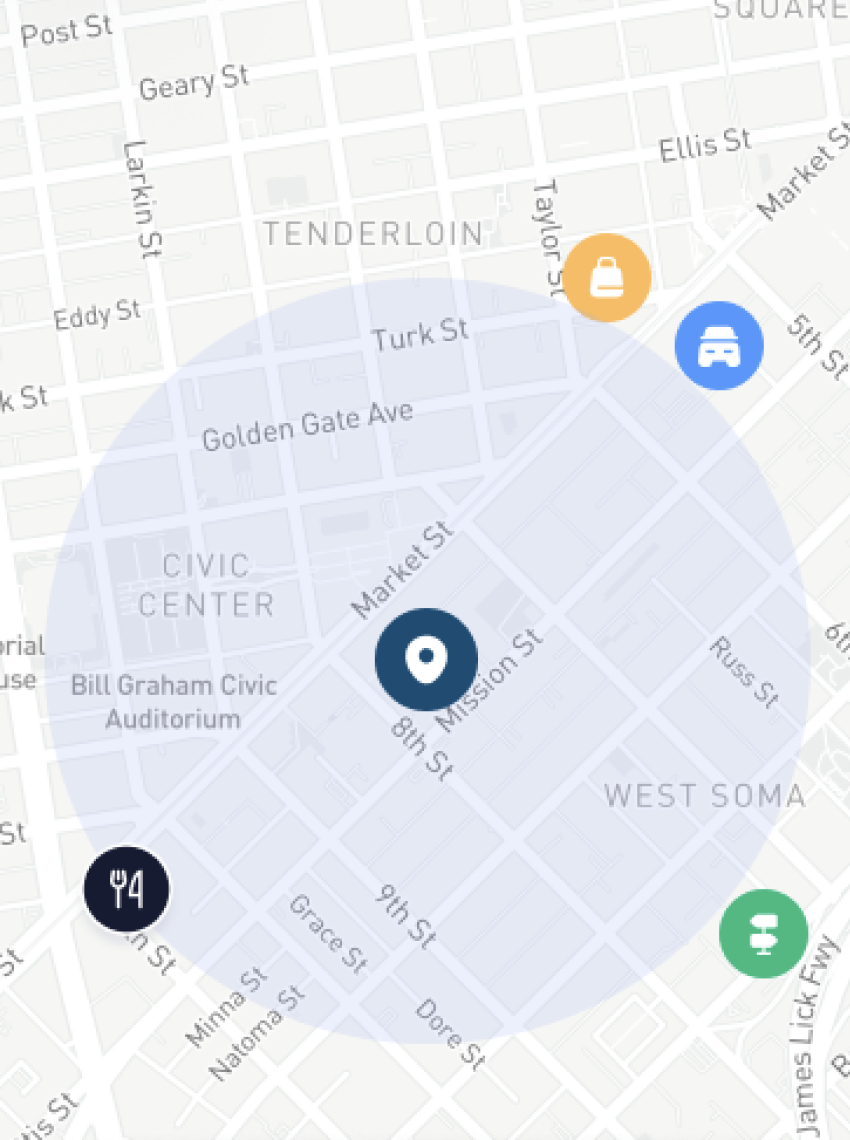 SQUARE
Post St
Geary St
Ellis St
Market St
Larkin St
Taylor St
TENDERLOIN
Eddy St
Turk St
5th St
k St
Golden Gate Ave
Market St
CIVIC
CENTER
Mission St
6th
orial
use
Russ St
Bill Graham Civic
Auditorium
8th St
WEST SOMA
St
9th St
Grace St
th St
St
Minna St
Natoma St
Dore St
James Lick Fwy
tis St